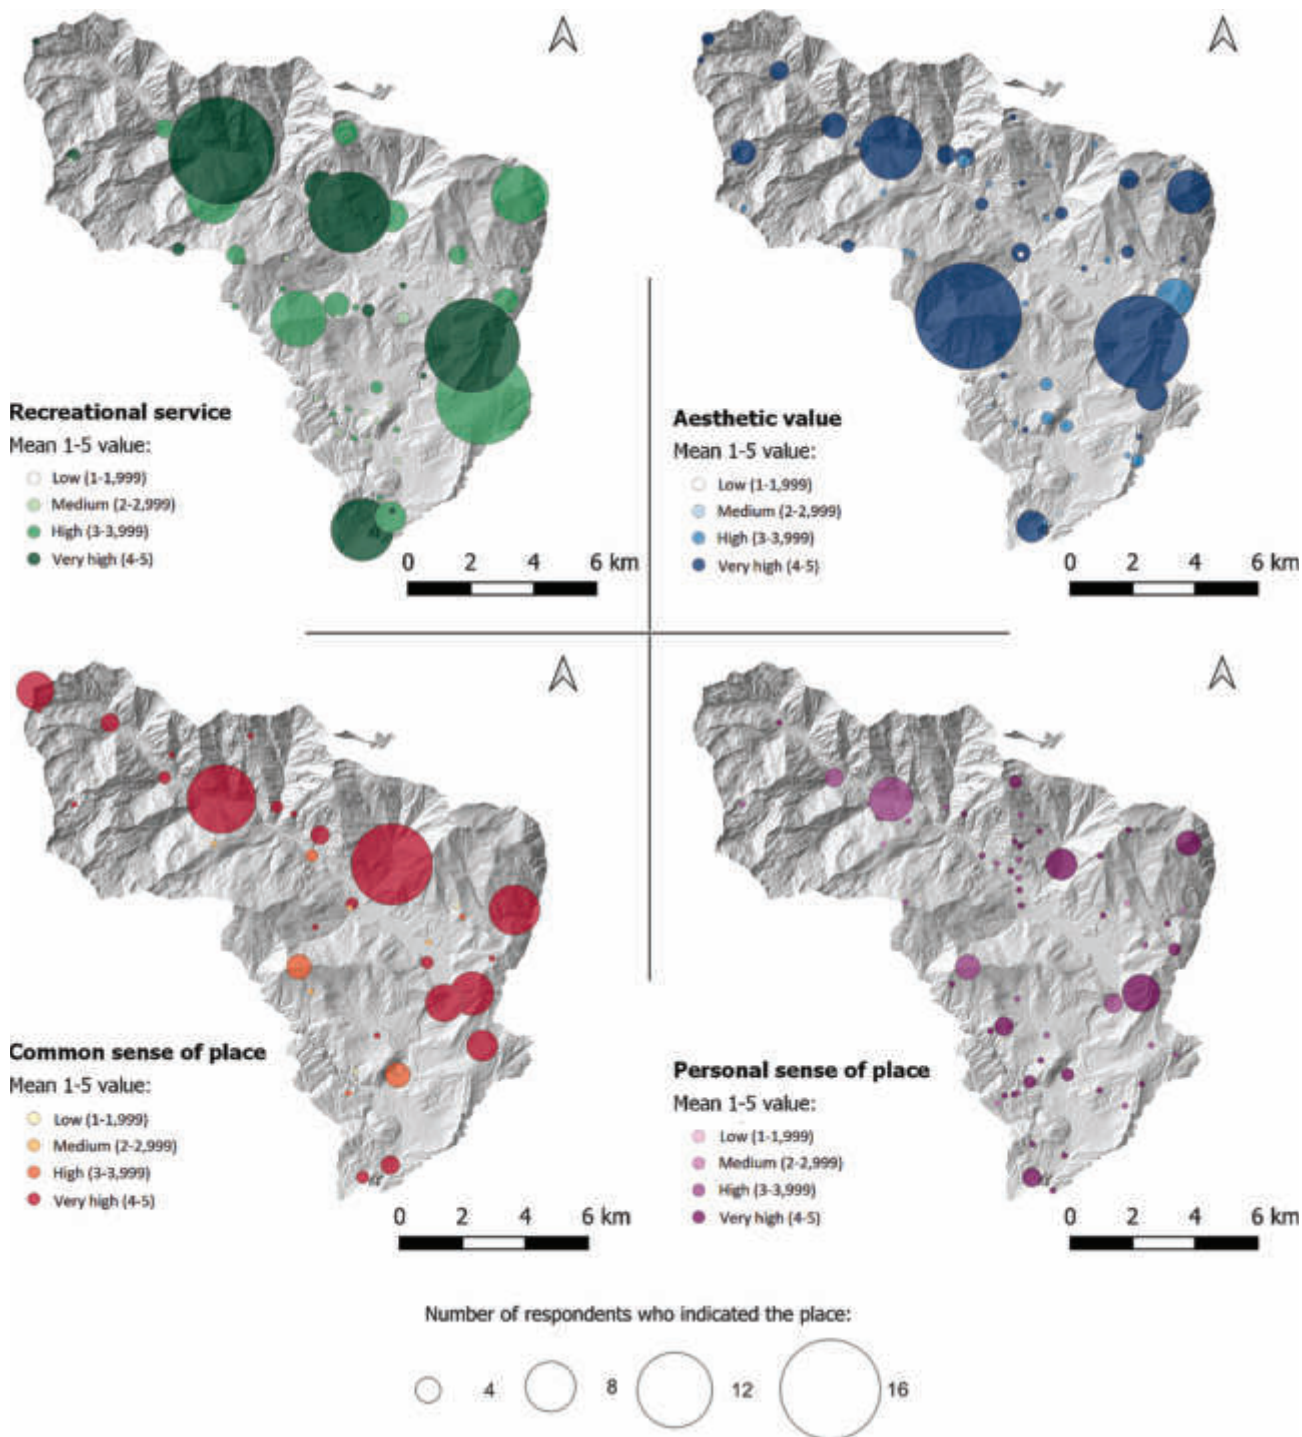 Recreational service
Mean 1-5 value:
Low (1-1,999)
Medium (2-2,999)
High (3-3,999)
Very high (4-5)
0 2 4 6 km
Aesthetic value
Mean 1-5 value:
Low (1-1,999)
Medium (2-2,999)
High (3-3,999)
Very high (4-5)
0 2 4 6 km
Common sense of place
Mean 1-5 value:
Low (1-1,999)
Medium (2-2,999)
High (3-3,999)
Very high (4-5)
0 2 4 6 km
Personal sense of place
Mean 1-5 value:
Low (1-1,999)
Medium (2-2,999)
High (3-3,999)
Very high (4-5)
0 2 4 6 km
Number of respondents who indicated the place:
4 8 12 16